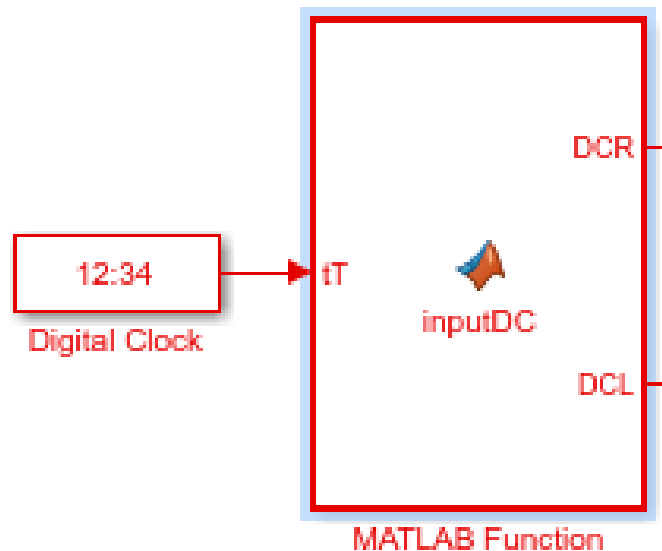 DCR
12:34
tT
inputDC
Digital Clock
DCL
MATLAB Function